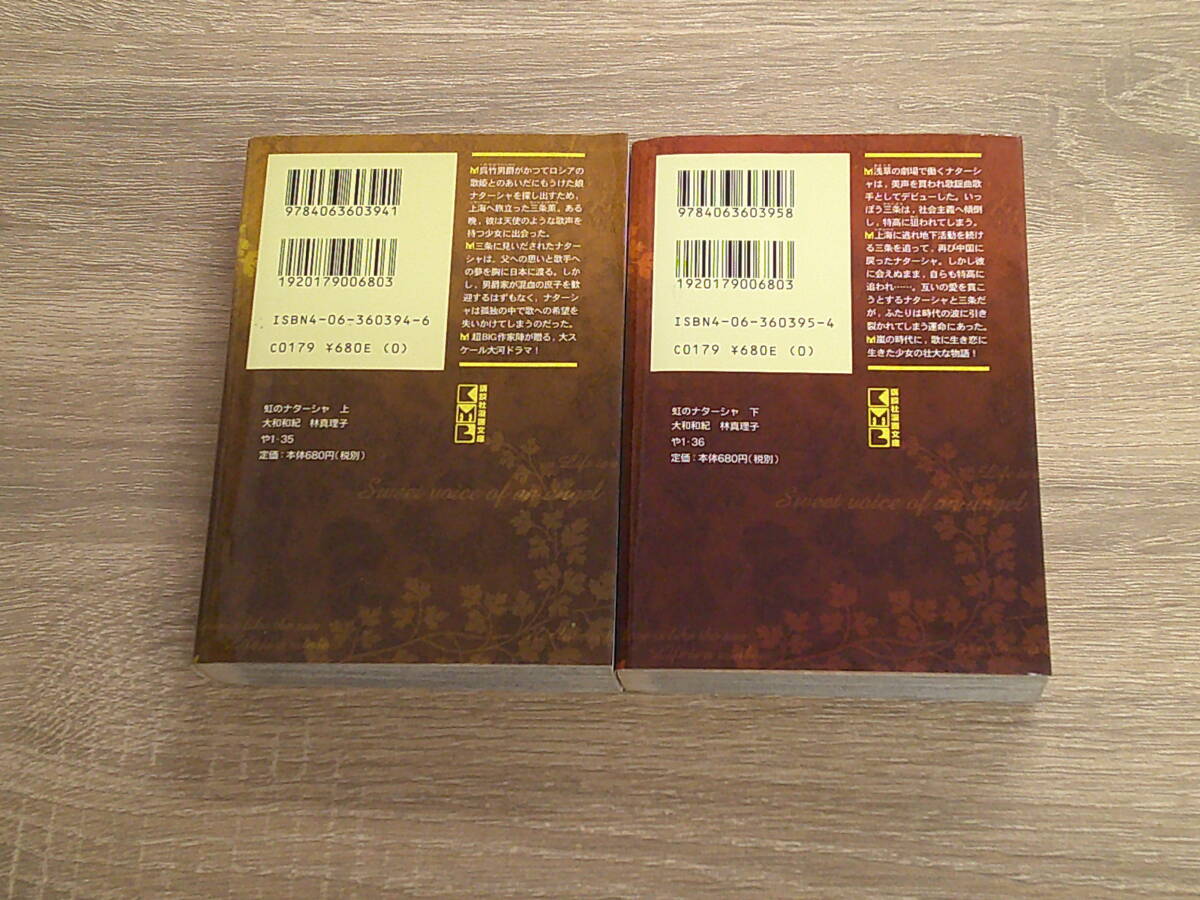 9784063603941
1920179006803
ISBN4-06-360394-6
C0179 ¥680E (0)
呉竹男爵がかつてロシアの
歌姫とのあいだにもうけた娘
ナターシャを探し出すため,
上海へ旅立った三条薫。ある
晩, 彼は天使のような歌声を
持つ少女に出会った。
三条に見いだされたナター
シャは, 父への思いと歌手へ
の夢を胸に日本に渡る。しか
し, 男爵家が混血の庶子を歓
迎するはずもなく, ナターシ
ャは孤独の中で歌への希望を
失いかけてしまうのだった。
超BIG作家陣が贈る, 大ス
ケール大河ドラマ!
講談社漫画文庫
KMB
虹のナターシャ 上
大和和紀 林真理子
や1-35
定価:本体680円(税別)
Sweet voice of an angel
9784063603958
1920179006803
ISBN4-06-360395-4
C0179 ¥680E (0)
浅草の劇場で働くナターシ
ャは, 美声を買われ歌謡曲歌
手としてデビューした。いっ
ぽう三条は, 社会主義へ傾倒
し, 特高に狙われてしまう。
上海に逃れ地下活動を続け
る三条を追って, 再び中国に
戻ったナターシャ。しかし彼
に会えぬまま, 自らも特高に
追われ……。互いの愛を貫こ
うとするナターシャと三条だ
が, ふたりは時代の波に引き
裂かれてしまう運命にあった。
嵐の時代に, 歌に生き恋に
生きた少女の壮大な物語!
講談社漫画文庫
KMB
虹のナターシャ 下
大和和紀 林真理子
や1-36
定価:本体680円(税別)
Sweet voice of an angel